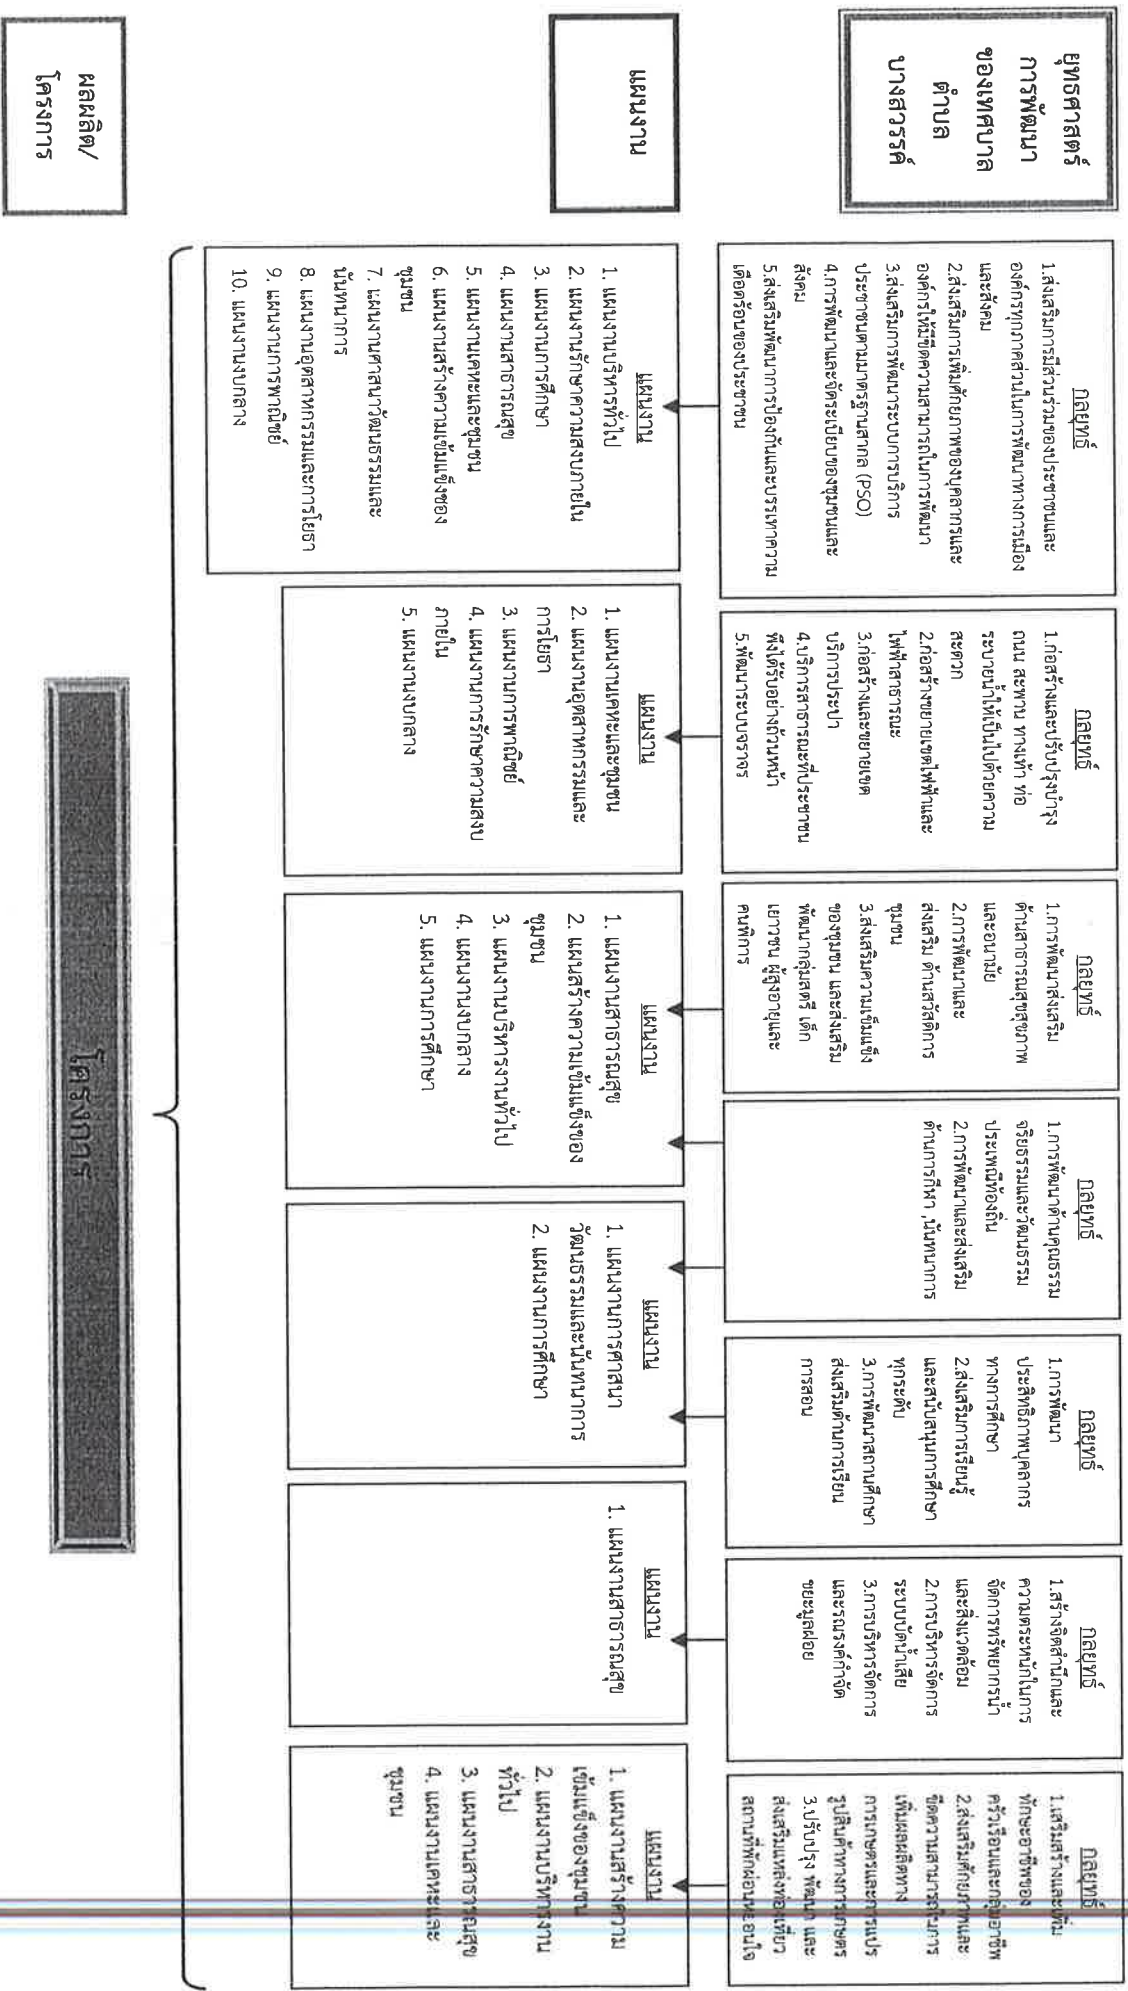 ยุทธศาสตร์
การพัฒนา
ของเทศบาล
ตำบล
บางสวรรค์
กลยุทธ์
1.ส่งเสริมการมีส่วนร่วมของประชาชนและ
องค์กรทุกภาคส่วนในการพัฒนาทางการเมือง
และสังคม
2.ส่งเสริมการเพิ่มศักยภาพของบุคลากรและ
องค์กรให้มีขีดความสามารถในการพัฒนา
3.ส่งเสริมการพัฒนาระบบการบริการ
ประชาชนตามมาตรฐานสากล (PSO)
4.การพัฒนาและจัดระเบียบของชุมชนและ
สังคม
5.ส่งเสริมพัฒนาการป้องกันและบรรเทาความ
เดือดร้อนของประชาชน
กลยุทธ์
1.ก่อสร้างและปรับปรุงบำรุง
ถนน สะพาน ทางเท้า ท่อ
ระบายน้ำให้เป็นไปด้วยความ
สะดวก
2.ก่อสร้างขยายเขตไฟฟ้าและ
ไฟฟ้าสาธารณะ
3.ก่อสร้างและขยายเขต
บริการประปา
4.บริการสาธารณะที่ประชาชน
พึงได้รับอย่างถ้วนหน้า
5.พัฒนาระบบจราจร
กลยุทธ์
1.การพัฒนาส่งเสริม
ด้านสาธารณสุขสุขภาพ
และอนามัย
2.การพัฒนาและ
ส่งเสริม ด้านสวัสดิการ
ชุมชน
3.ส่งเสริมความเข้มแข็ง
ของชุมชน และส่งเสริม
พัฒนากลุ่มสตรี เด็ก
เยาวชน ผู้สูงอายุและ
คนพิการ
กลยุทธ์
1.การพัฒนาด้านคุณธรรม
จริยธรรมและวัฒนธรรม
ประเพณีท้องถิ่น
2.การพัฒนาและส่งเสริม
ด้านการกีฬา ,นันทนาการ
กลยุทธ์
1.การพัฒนา
ประสิทธิภาพบุคลากร
ทางการศึกษา
2.ส่งเสริมการเรียนรู้
และสนับสนุนการศึกษา
ทุกระดับ
3.การพัฒนาสถานศึกษา
ส่งเสริมด้านการเรียน
การสอน
กลยุทธ์
1.สร้างจิตสำนึกและ
ความตระหนักในการ
จัดการทรัพยากรน้ำ
และสิ่งแวดล้อม
2.การบริหารจัดการ
ระบบบัดน้ำเสีย
3.การบริหารจัดการ
และรณรงค์กำจัด
ขยะมูลฝอย
กลยุทธ์
1.เสริมสร้างและเพิ่ม
ทักษะอาชีพของ
ครัวเรือนและกลุ่มอาชีพ
2.ส่งเสริมศักยภาพและ
ขีดความสามารถในการ
เพิ่มผลผลิตทาง
การเกษตรและการแปร
รูปสินค้าทางการเกษตร
3.ปรับปรุง พัฒนา และ
ส่งเสริมแหล่งท่องเที่ยว
สถานที่พักผ่อนหย่อนใจ
แผนงาน
แผนงาน
1. แผนงานบริหารทั่วไป
2. แผนงานรักษาความสงบภายใน
3. แผนงานการศึกษา
4. แผนงานสาธารณสุข
5. แผนงานเคหะและชุมชน
6. แผนงานสร้างความเข้มแข็งของ
ชุมชน
7. แผนงานศาสนาวัฒนธรรมและ
นันทนาการ
8. แผนงานอุตสาหกรรมและการโยธา
9. แผนงานการพาณิชย์
10. แผนงานงบกลาง
แผนงาน
1. แผนงานเคหะและชุมชน
2. แผนงานอุตสาหกรรมและ
การโยธา
3. แผนงานการพาณิชย์
4. แผนงานการรักษาความสงบ
ภายใน
5. แผนงานงบกลาง
แผนงาน
1. แผนงานสาธารณสุข
2. แผนสร้างความเข้มแข็งของ
ชุมชน
3. แผนงานบริหารงานทั่วไป
4. แผนงานงบกลาง
5. แผนงานการศึกษา
แผนงาน
1. แผนงานการศาสนา
วัฒนธรรมและนันทนาการ
2. แผนงานการศึกษา
แผนงาน
1. แผนงานสาธารณสุข
แผนงาน
1. แผนงานสร้างความ
เข้มแข็งของชุมชน
2. แผนงานบริหารงาน
ทั่วไป
3. แผนงานสาธารณสุข
4. แผนงานเคหะและ
ชุมชน
ผลผลิต/
โครงการ
โครงการ